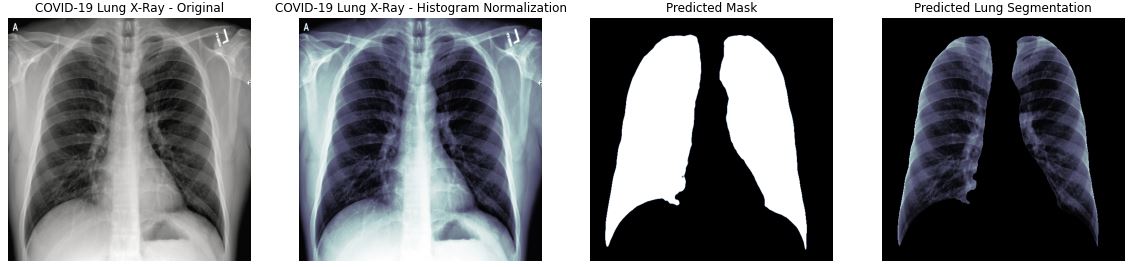 COVID-19 Lung X-Ray - Original
COVID-19 Lung X-Ray - Histogram Normalization
Predicted Mask
Predicted Lung Segmentation
A
L
A
L